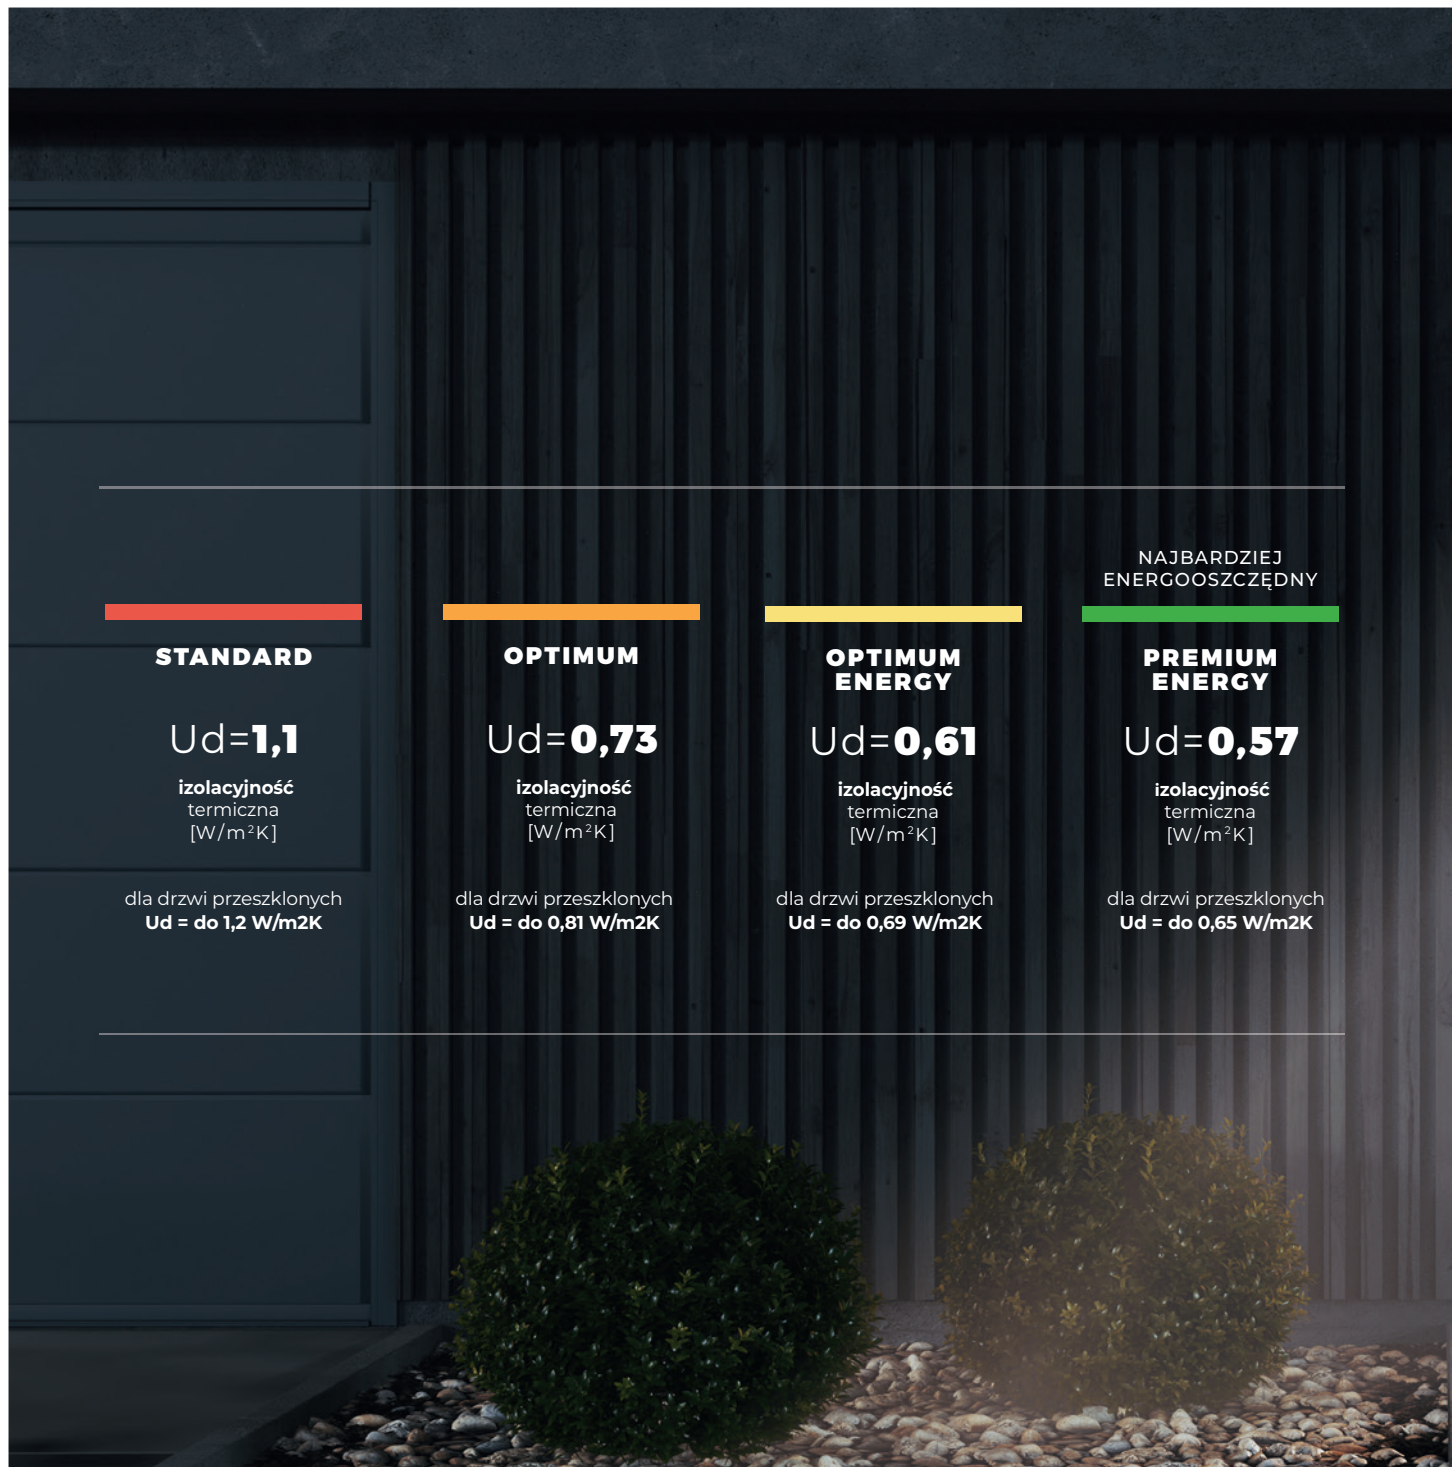 NAJBARDZIEJ
ENERGOOSZCZĘDNY
STANDARD
Ud=1,1
izolacyjność
termiczna
[W/m²K]
dla drzwi przeszklonych
Ud = do 1,2 W/m2K
OPTIMUM
Ud=0,73
izolacyjność
termiczna
[W/m²K]
dla drzwi przeszklonych
Ud = do 0,81 W/m2K
OPTIMUM
ENERGY
Ud=0,61
izolacyjność
termiczna
[W/m²K]
dla drzwi przeszklonych
Ud = do 0,69 W/m2K
PREMIUM
ENERGY
Ud=0,57
izolacyjność
termiczna
[W/m²K]
dla drzwi przeszklonych
Ud = do 0,65 W/m2K